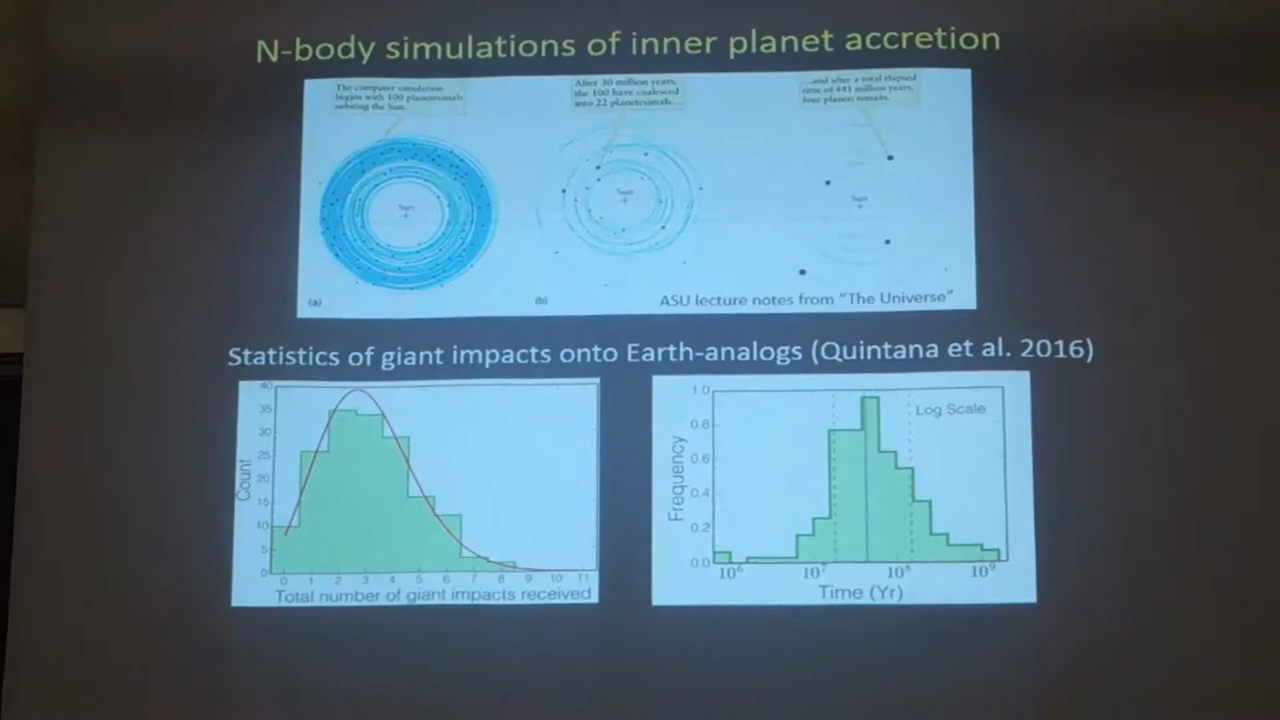 N-body simulations of inner planet accretion
The computer simulation
begins with 100 planetesimals
orbiting the Sun.
After 30 million years,
the 100 have coalesced
into 22 planetesimals...
...and after a total elapsed
time of 441 million years,
four planets remain.
Sun
Sun
Sun
(a)
(b)
ASU lecture notes from “The Universe”
Statistics of giant impacts onto Earth-analogs (Quintana et al. 2016)
40
35
30
25
20
15
10
5
0
Count
0 1 2 3 4 5 6 7 8 9 10 11
Total number of giant impacts received
1.0
0.8
0.6
0.4
0.2
0.0
Frequency
Log Scale
10⁶ 10⁷ 10⁸ 10⁹
Time (Yr)